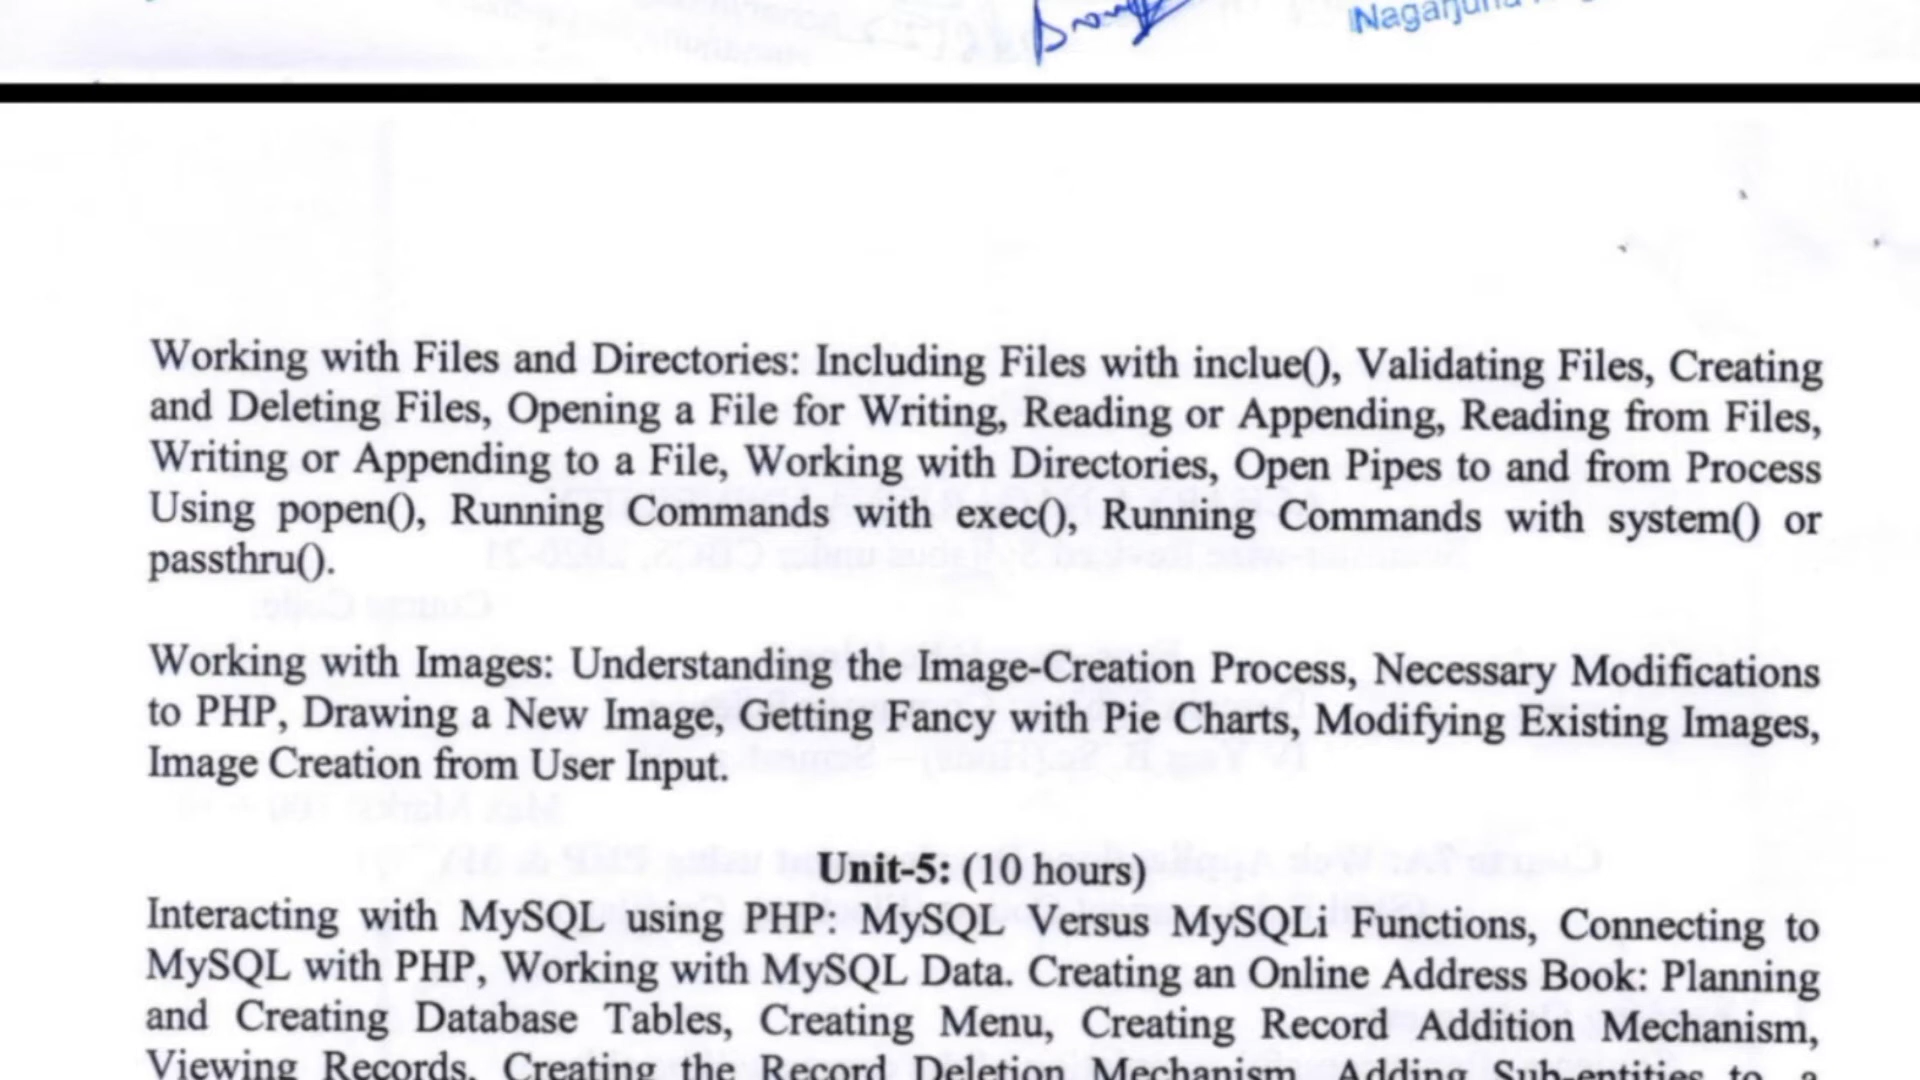 Working with Files and Directories: Including Files with inclue(), Validating Files, Creating
and Deleting Files, Opening a File for Writing, Reading or Appending, Reading from Files,
Writing or Appending to a File, Working with Directories, Open Pipes to and from Process
Using popen(), Running Commands with exec(), Running Commands with system() or
passthru().
Working with Images: Understanding the Image-Creation Process, Necessary Modifications
to PHP, Drawing a New Image, Getting Fancy with Pie Charts, Modifying Existing Images,
Image Creation from User Input.
Unit-5: (10 hours)
Interacting with MySQL using PHP: MySQL Versus MySQLi Functions, Connecting to
MySQL with PHP, Working with MySQL Data. Creating an Online Address Book: Planning
and Creating Database Tables, Creating Menu, Creating Record Addition Mechanism,
Viewing Records, Creating the Record Deletion Mechanism, Adding Sub-entities to a